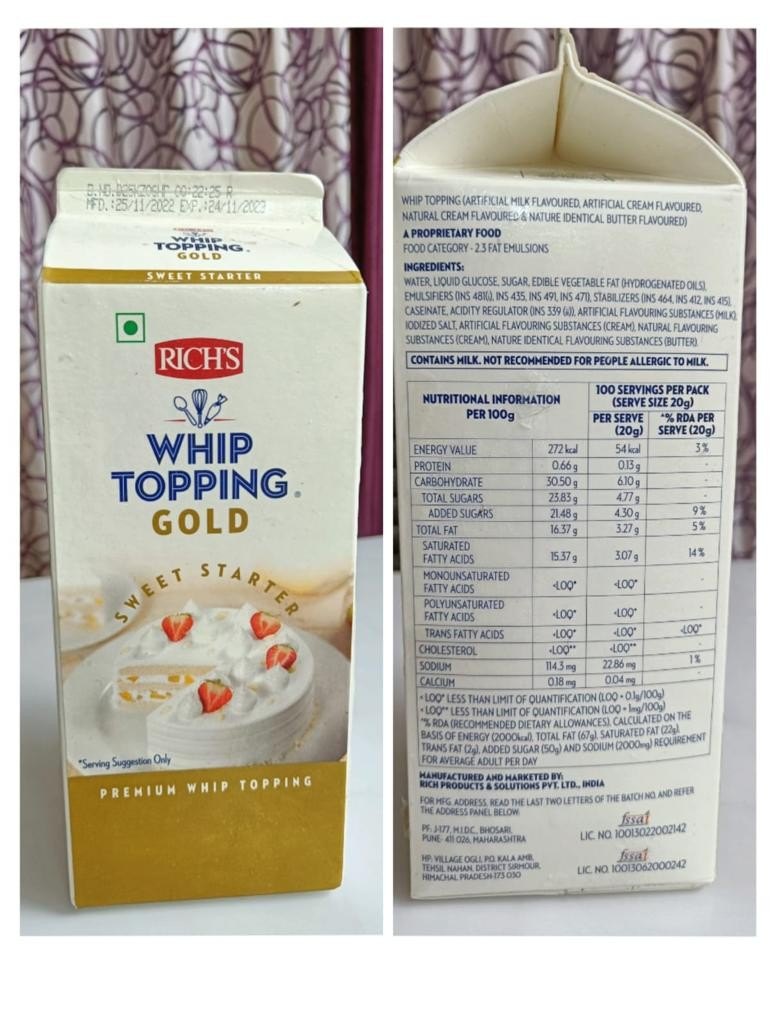 MFD.:25/11/2022 EXP.:24/11/2023
WHIP
TOPPING
GOLD
SWEET STARTER
RICH'S
WHIP
TOPPING®
GOLD
SWEET STARTER
*Serving Suggestion Only
PREMIUM WHIP TOPPING
WHIP TOPPING (ARTIFICIAL MILK FLAVOURED, ARTIFICIAL CREAM FLAVOURED,
NATURAL CREAM FLAVOURED & NATURE IDENTICAL BUTTER FLAVOURED)
A PROPRIETARY FOOD
FOOD CATEGORY - 2.3 FAT EMULSIONS
INGREDIENTS:
WATER, LIQUID GLUCOSE, SUGAR, EDIBLE VEGETABLE FAT (HYDROGENATED OILS),
EMULSIFIERS (INS 481(i), INS 435, INS 491, INS 471), STABILIZERS (INS 464, INS 412, INS 415),
CASEINATE, ACIDITY REGULATOR (INS 339 (ii)), ARTIFICIAL FLAVOURING SUBSTANCES (MILK),
IODIZED SALT, ARTIFICIAL FLAVOURING SUBSTANCES (CREAM), NATURAL FLAVOURING
SUBSTANCES (CREAM), NATURE IDENTICAL FLAVOURING SUBSTANCES (BUTTER).
CONTAINS MILK. NOT RECOMMENDED FOR PEOPLE ALLERGIC TO MILK.
NUTRITIONAL INFORMATION
PER 100g
100 SERVINGS PER PACK
(SERVE SIZE 20g)
PER SERVE
(20g)
^% RDA PER
SERVE (20g)
ENERGY VALUE 272 kcal 54 kcal 3%
PROTEIN 0.66 g 0.13 g -
CARBOHYDRATE 30.50 g 6.10 g -
TOTAL SUGARS 23.83 g 4.77 g -
ADDED SUGARS 21.48 g 4.30 g 9%
TOTAL FAT 16.37 g 3.27 g 5%
SATURATED
FATTY ACIDS 15.37 g 3.07 g 14%
MONOUNSATURATED
FATTY ACIDS <LOQ* <LOQ* -
POLYUNSATURATED
FATTY ACIDS <LOQ* <LOQ* -
TRANS FATTY ACIDS <LOQ* <LOQ* <LOQ*
CHOLESTEROL <LOQ** <LOQ** -
SODIUM 114.3 mg 22.86 mg 1%
CALCIUM 0.18 mg 0.04 mg -
<LOQ* LESS THAN LIMIT OF QUANTIFICATION (LOQ - 0.1g/100g)
<LOQ** LESS THAN LIMIT OF QUANTIFICATION (LOQ - 1mg/100g)
^% RDA (RECOMMENDED DIETARY ALLOWANCES), CALCULATED ON THE
BASIS OF ENERGY (2000kcal), TOTAL FAT (67g), SATURATED FAT (22g),
TRANS FAT (2g), ADDED SUGAR (50g) AND SODIUM (2000mg) REQUIREMENT
FOR AVERAGE ADULT PER DAY
MANUFACTURED AND MARKETED BY:
RICH PRODUCTS & SOLUTIONS PVT. LTD., INDIA
FOR MFG. ADDRESS, READ THE LAST TWO LETTERS OF THE BATCH NO. AND REFER
THE ADDRESS PANEL BELOW.
PF: J-177, M.I.D.C., BHOSARI,
PUNE- 411 026, MAHARASHTRA
fssai
LIC. NO. 10013022002142
HP: VILLAGE OGLI, P.O. KALA AMB,
TEHSIL NAHAN, DISTRICT SIRMOUR,
HIMACHAL PRADESH-173 030
fssai
LIC. NO. 10013062000242